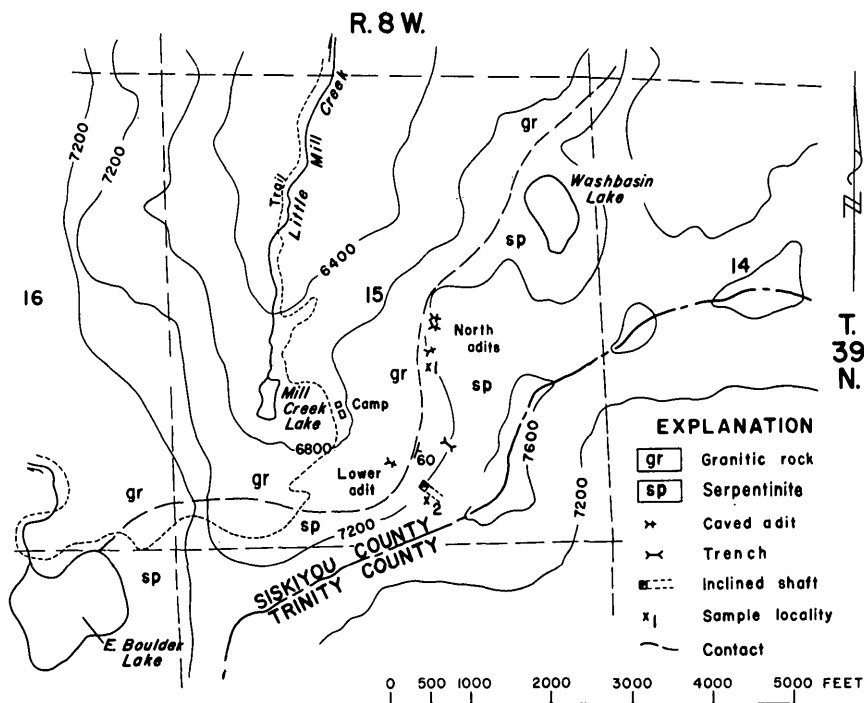 R. 8 W.
7200
7200
Trail
Little Mill Creek
gr
Washbasin
Lake
sp
6400
16
15
14
T.
39
N.
North
adits
x1
gr
sp
Mill
Creek
Lake
Camp
6800
60
Lower
adit
7600
7200
gr
gr
sp
7200
x2
SISKIYOU COUNTY
TRINITY COUNTY
sp
E. Boulder
Lake
EXPLANATION
gr Granitic rock
sp Serpentinite
Caved adit
Trench
Inclined shaft
x1 Sample locality
Contact
0 500 1000 2000 3000 4000 5000 FEET